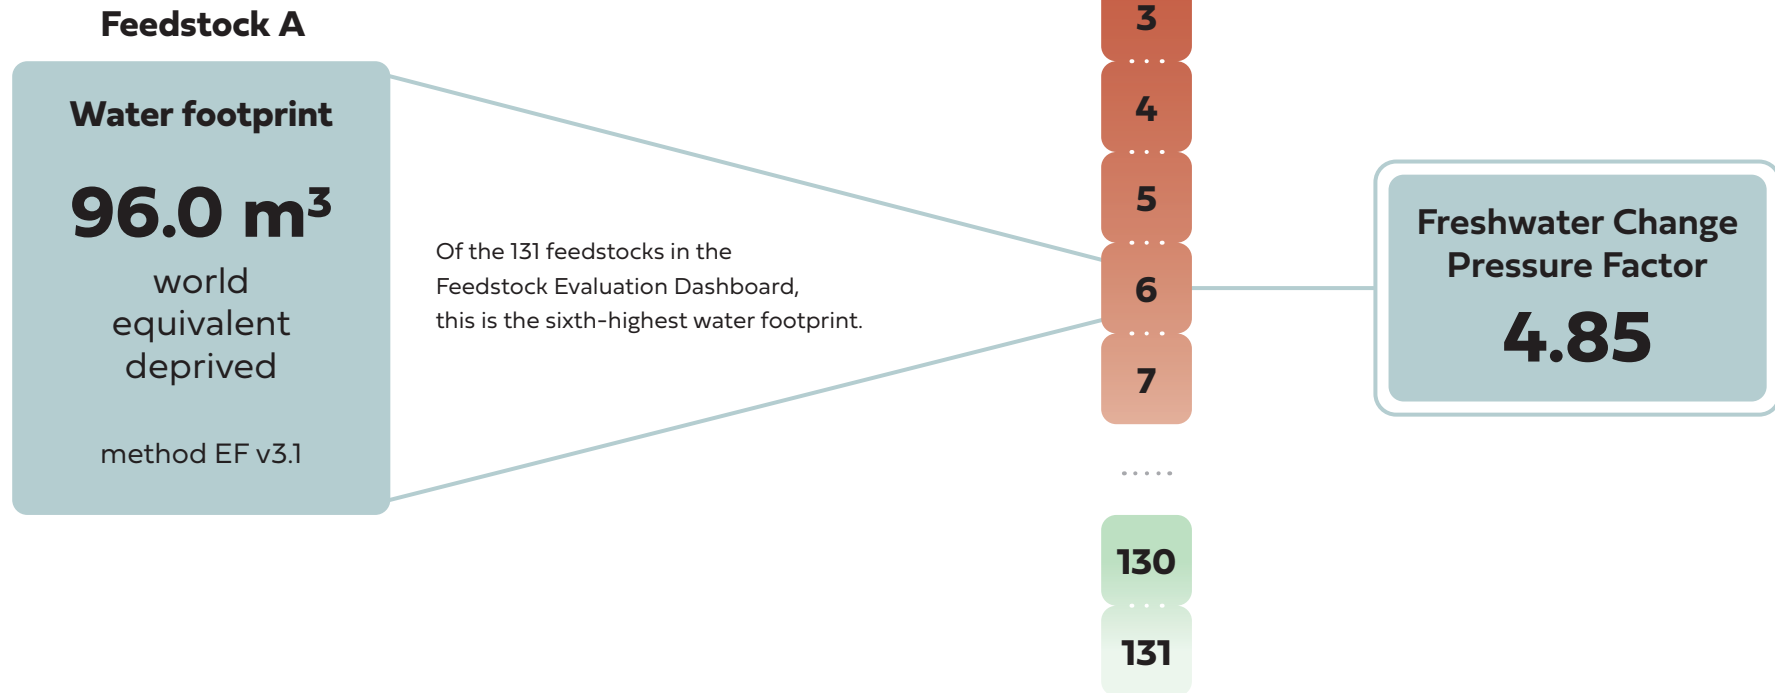 Feedstock A
Water footprint
96.0 m³
world
equivalent
deprived
method EF v3.1
Of the 131 feedstocks in the
Feedstock Evaluation Dashboard,
this is the sixth-highest water footprint.
3
4
5
6
7
.....
130
131
Freshwater Change
Pressure Factor
4.85